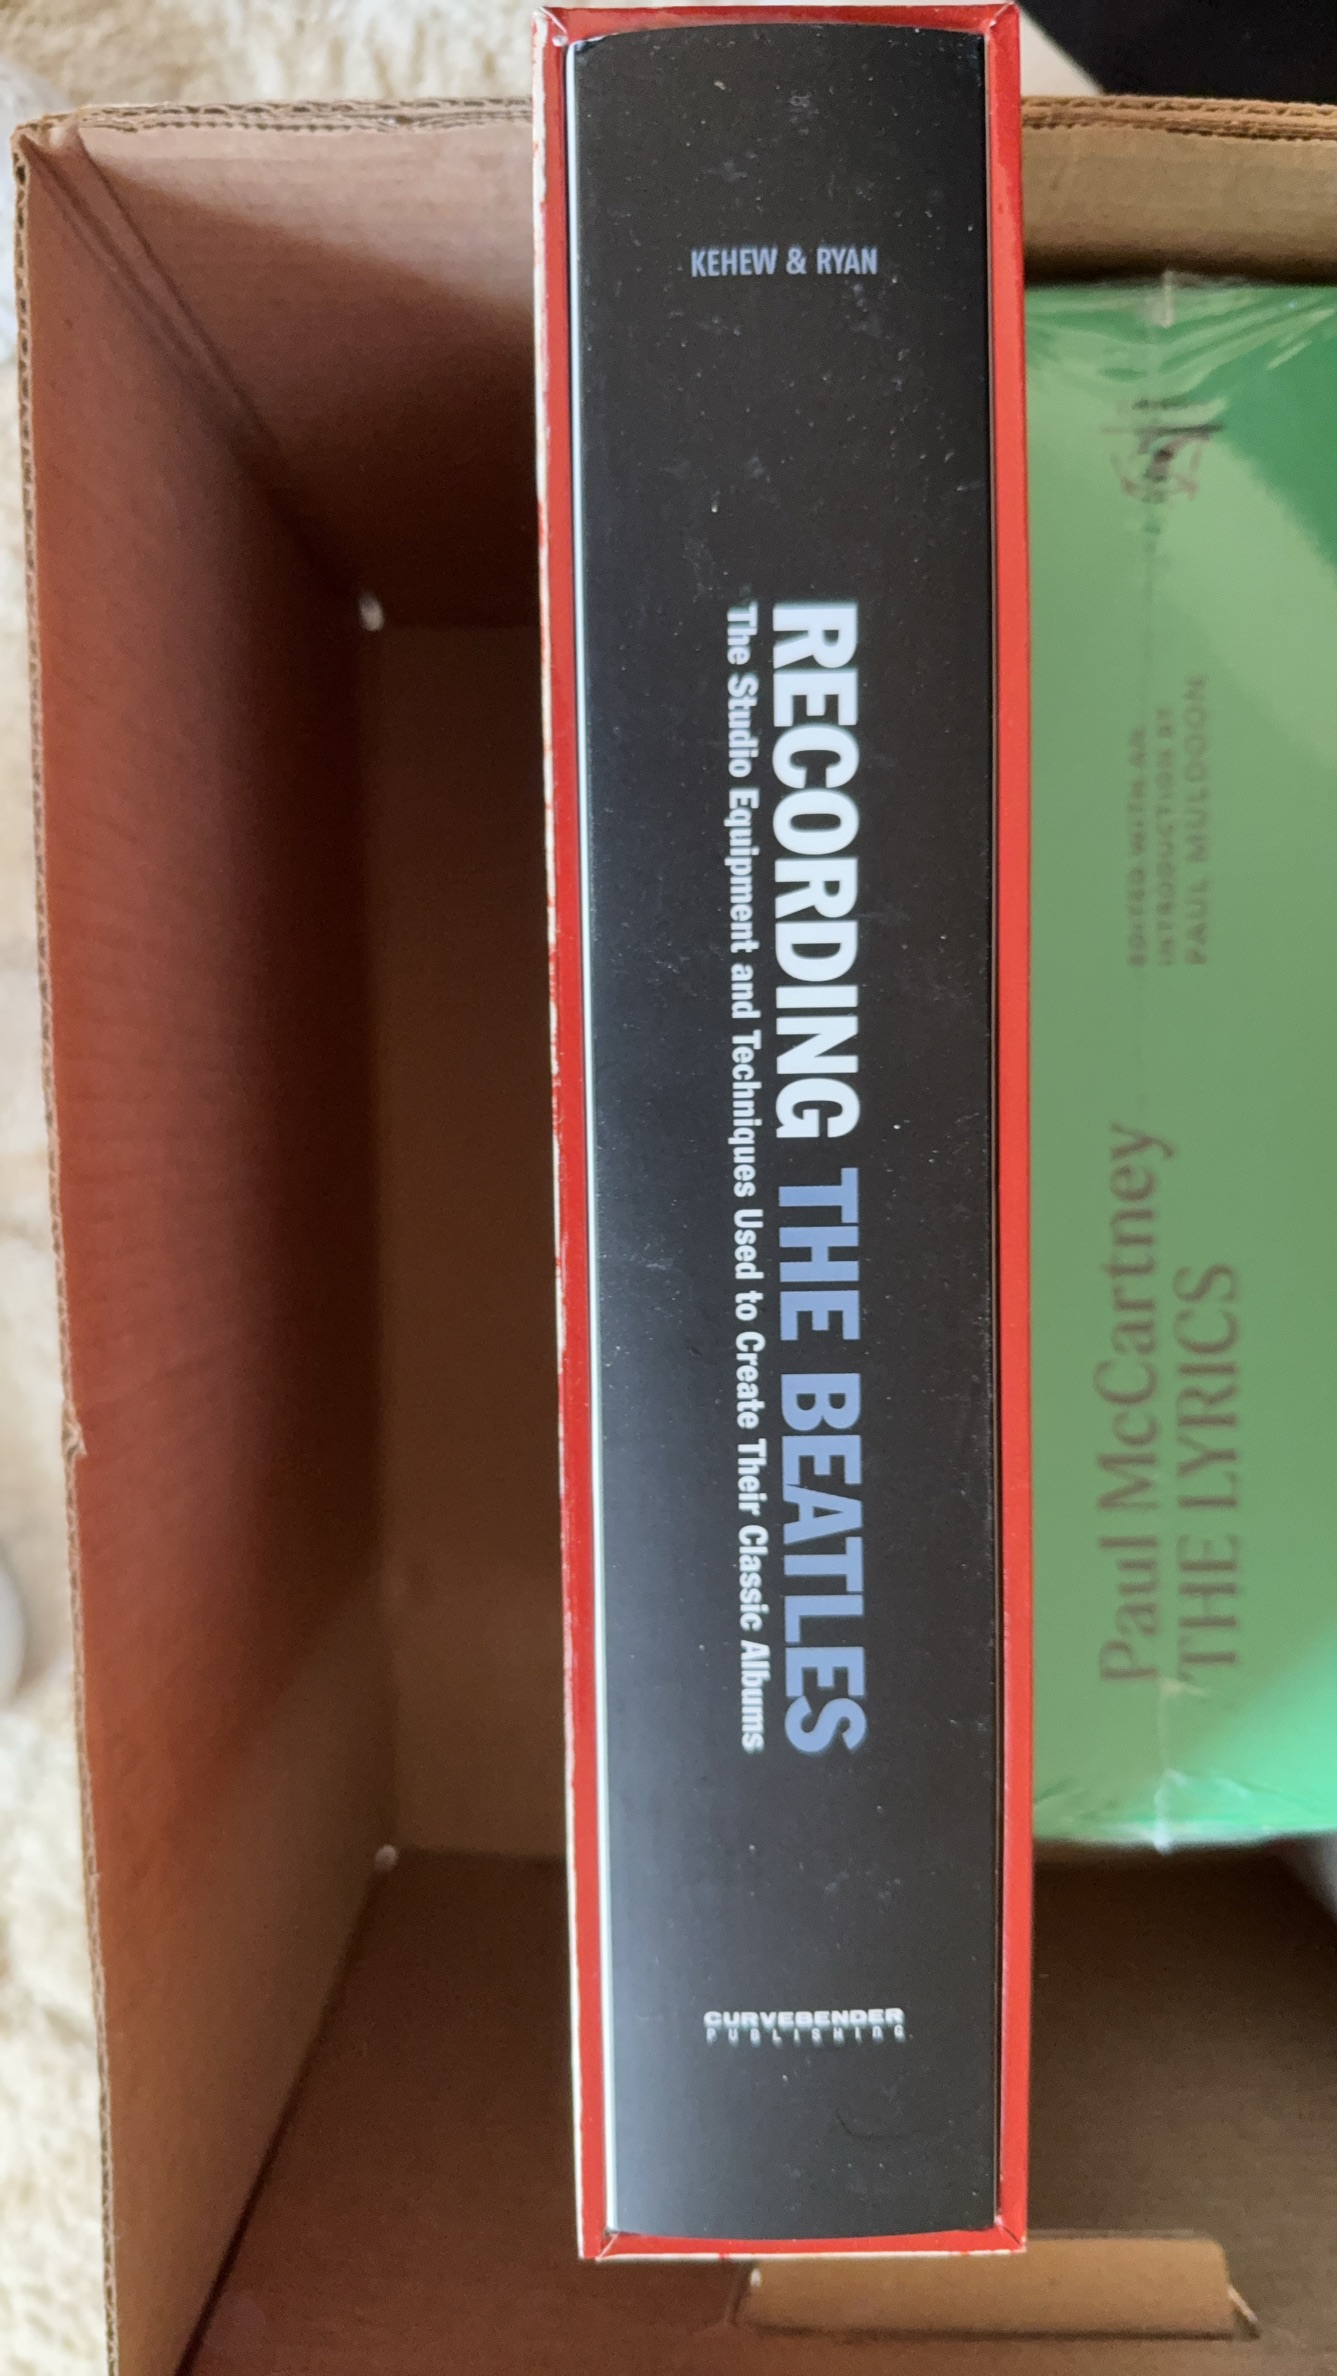 KEHEW & RYAN
RECORDING THE BEATLES
The Studio Equipment and Techniques Used to Create Their Classic Albums
CURVEBENDER
PUBLISHING
Paul McCartney
THE LYRICS
EDITED WITH AN
INTRODUCTION BY
PAUL MULDOON